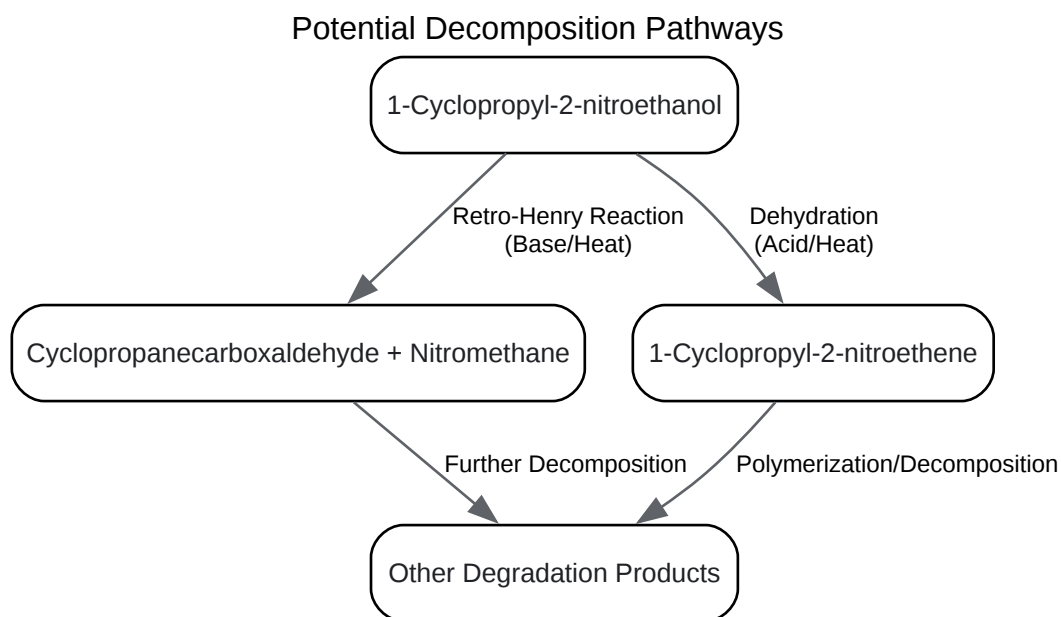 Potential Decomposition Pathways
1-Cyclopropyl-2-nitroethanol
Retro-Henry Reaction
(Base/Heat)
Dehydration
(Acid/Heat)
Cyclopropanecarboxaldehyde + Nitromethane
1-Cyclopropyl-2-nitroethene
Further Decomposition
Polymerization/Decomposition
Other Degradation Products